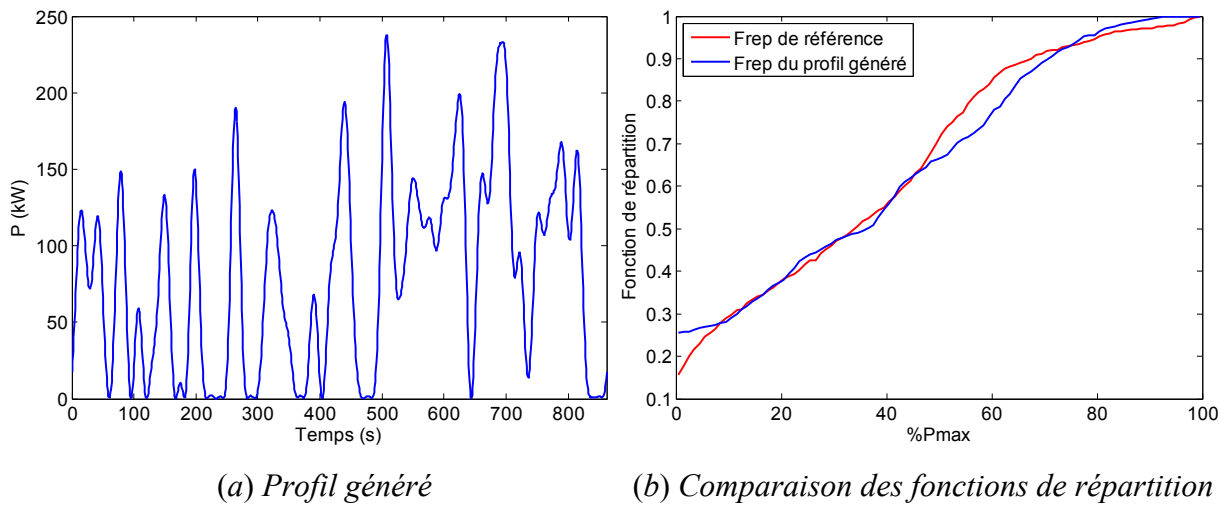 250
200
150
100
50
0
P (kW)
0 100 200 300 400 500 600 700 800
Temps (s)
(a) Profil généré
1
0.9
0.8
0.7
0.6
0.5
0.4
0.3
0.2
0.1
Fonction de répartition
Frep de référence
Frep du profil généré
0 20 40 60 80 100
%Pmax
(b) Comparaison des fonctions de répartition